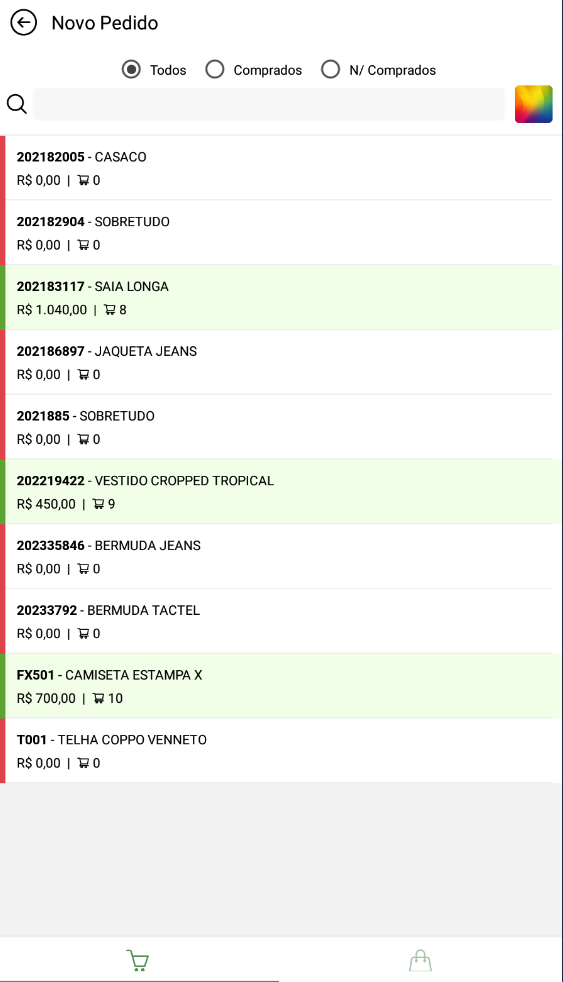 Novo Pedido
Todos Comprados N/ Comprados
202182005 - CASACO
R$ 0,00 | 0
202182904 - SOBRETUDO
R$ 0,00 | 0
202183117 - SAIA LONGA
R$ 1.040,00 | 8
202186897 - JAQUETA JEANS
R$ 0,00 | 0
2021885 - SOBRETUDO
R$ 0,00 | 0
202219422 - VESTIDO CROPPED TROPICAL
R$ 450,00 | 9
202335846 - BERMUDA JEANS
R$ 0,00 | 0
20233792 - BERMUDA TACTEL
R$ 0,00 | 0
FX501 - CAMISETA ESTAMPA X
R$ 700,00 | 10
T001 - TELHA COPPO VENNETO
R$ 0,00 | 0